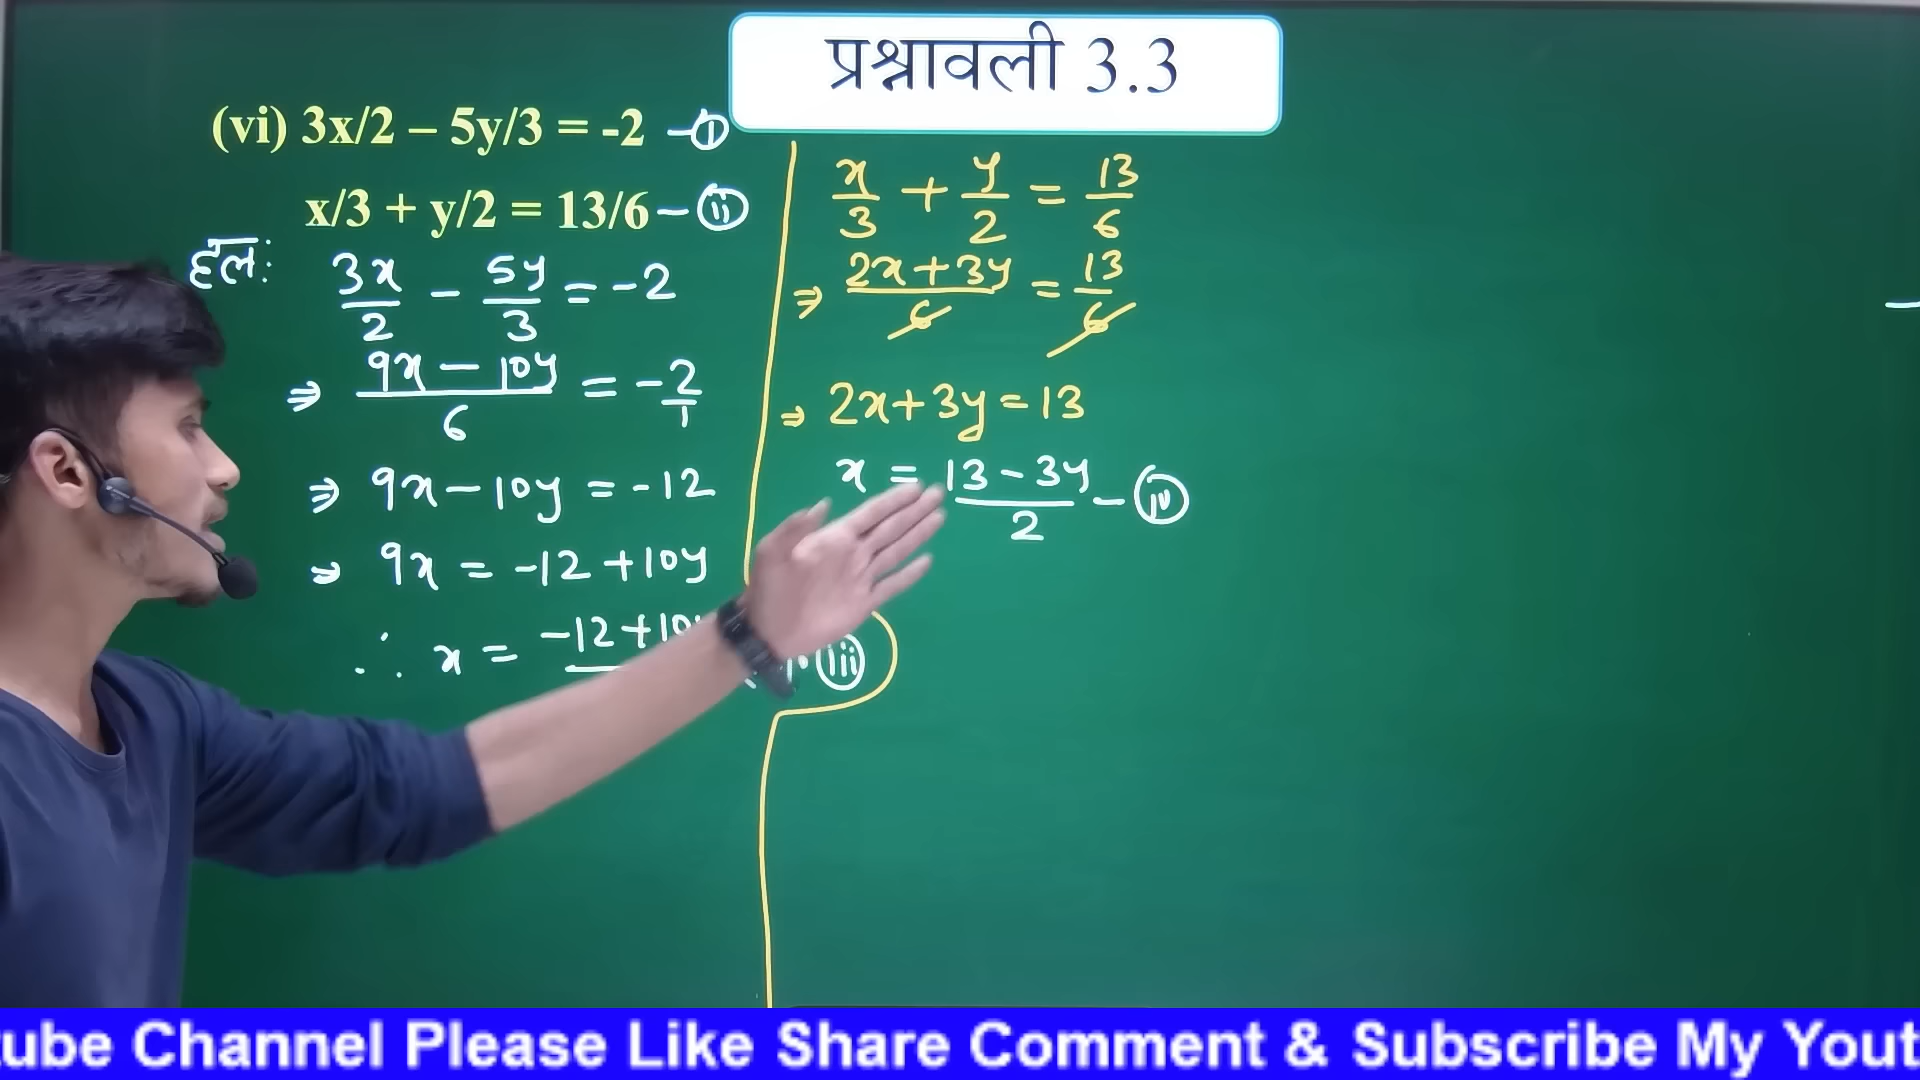 प्रश्नावली 3.3
(vi) 3x/2 – 5y/3 = -2 –(i)
x/3 + y/2 = 13/6 –(ii)
हल:
3x/2 - 5y/3 = -2
⇒ (9x - 10y)/6 = -2/1
⇒ 9x - 10y = -12
⇒ 9x = -12 + 10y
∴ x = -12 + 10 (iii)
x/3 + y/2 = 13/6
⇒ (2x + 3y)/6 = 13/6
⇒ 2x + 3y = 13
x = (13 - 3y)/2 –(iv)
tube Channel Please Like Share Comment & Subscribe My Yout